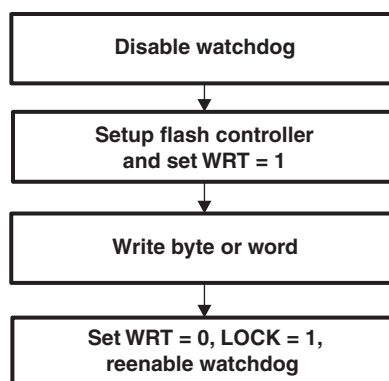 Disable watchdog
Setup flash controller
and set WRT = 1
Write byte or word
Set WRT = 0, LOCK = 1,
reenable watchdog